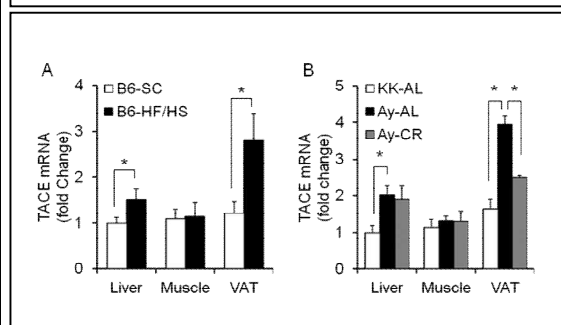 A
B6-SC
B6-HF/HS
TACE mRNA
(fold Change)
4
3
2
1
0
*
*
Liver Muscle VAT
B
KK-AL
Ay-AL
Ay-CR
TACE mRNA
(fold Change)
5
4
3
2
1
0
*
* *
Liver Muscle VAT